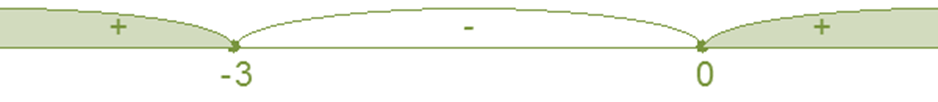 + - +
-3 0